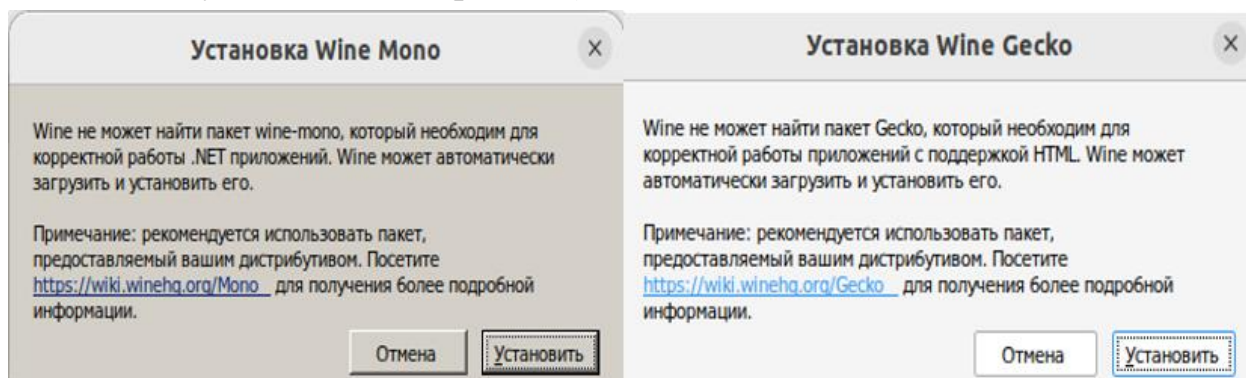 Установка Wine Mono
Wine не может найти пакет wine-mono, который необходим для
корректной работы .NET приложений. Wine может автоматически
загрузить и установить его.
Примечание: рекомендуется использовать пакет,
предоставляемый вашим дистрибутивом. Посетите
https://wiki.winehq.org/Mono для получения более подробной
информации.
Отмена
Установить
Установка Wine Gecko
Wine не может найти пакет Gecko, который необходим для
корректной работы приложений с поддержкой HTML. Wine может
автоматически загрузить и установить его.
Примечание: рекомендуется использовать пакет,
предоставляемый вашим дистрибутивом. Посетите
https://wiki.winehq.org/Gecko для получения более подробной
информации.
Отмена
Установить